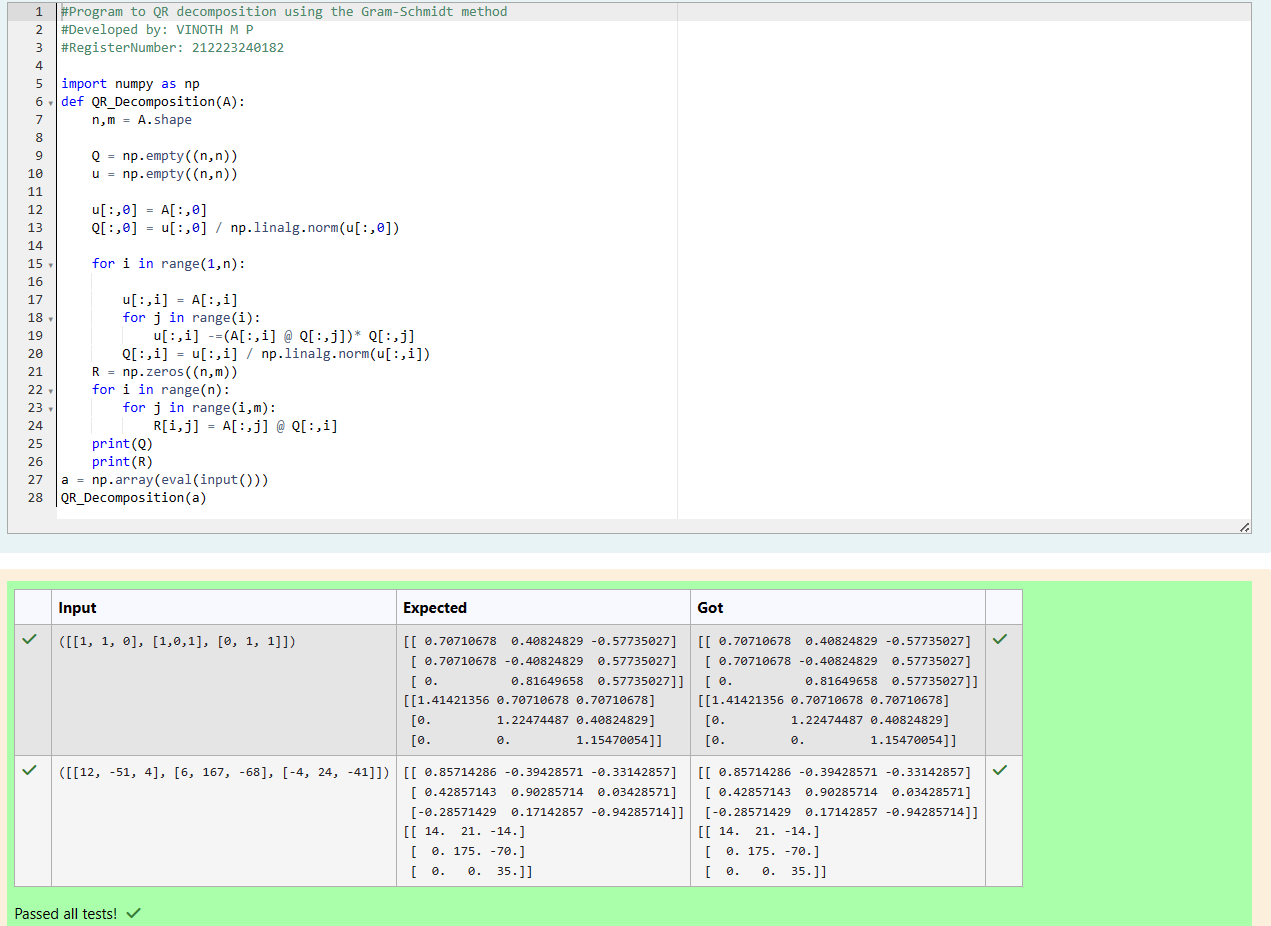 1 #Program to QR decomposition using the Gram-Schmidt method
2 #Developed by: VINOTH M P
3 #RegisterNumber: 212223240182
4
5 import numpy as np
6 def QR_Decomposition(A):
7     n,m = A.shape
8
9     Q = np.empty((n,n))
10     u = np.empty((n,n))
11
12     u[:,0] = A[:,0]
13     Q[:,0] = u[:,0] / np.linalg.norm(u[:,0])
14
15     for i in range(1,n):
16
17         u[:,i] = A[:,i]
18         for j in range(i):
19             u[:,i] -=(A[:,i] @ Q[:,j])* Q[:,j]
20         Q[:,i] = u[:,i] / np.linalg.norm(u[:,i])
21     R = np.zeros((n,m))
22     for i in range(n):
23         for j in range(i,m):
24             R[i,j] = A[:,j] @ Q[:,i]
25     print(Q)
26     print(R)
27 a = np.array(eval(input()))
28 QR_Decomposition(a)
Input Expected Got
([[1, 1, 0], [1,0,1], [0, 1, 1]]) [[ 0.70710678  0.40824829 -0.57735027] [[ 0.70710678  0.40824829 -0.57735027]
[ 0.70710678 -0.40824829  0.57735027] [ 0.70710678 -0.40824829  0.57735027]
[ 0.          0.81649658  0.57735027]] [ 0.          0.81649658  0.57735027]]
[[1.41421356 0.70710678 0.70710678] [[1.41421356 0.70710678 0.70710678]
[0.         1.22474487 0.40824829] [0.         1.22474487 0.40824829]
[0.         0.         1.15470054]] [0.         0.         1.15470054]]
([[12, -51, 4], [6, 167, -68], [-4, 24, -41]]) [[ 0.85714286 -0.39428571 -0.33142857] [[ 0.85714286 -0.39428571 -0.33142857]
[ 0.42857143  0.90285714  0.03428571] [ 0.42857143  0.90285714  0.03428571]
[-0.28571429  0.17142857 -0.94285714]] [-0.28571429  0.17142857 -0.94285714]]
[[ 14.  21. -14.] [[ 14.  21. -14.]
[  0. 175. -70.] [  0. 175. -70.]
[  0.   0.  35.]] [  0.   0.  35.]]
Passed all tests!